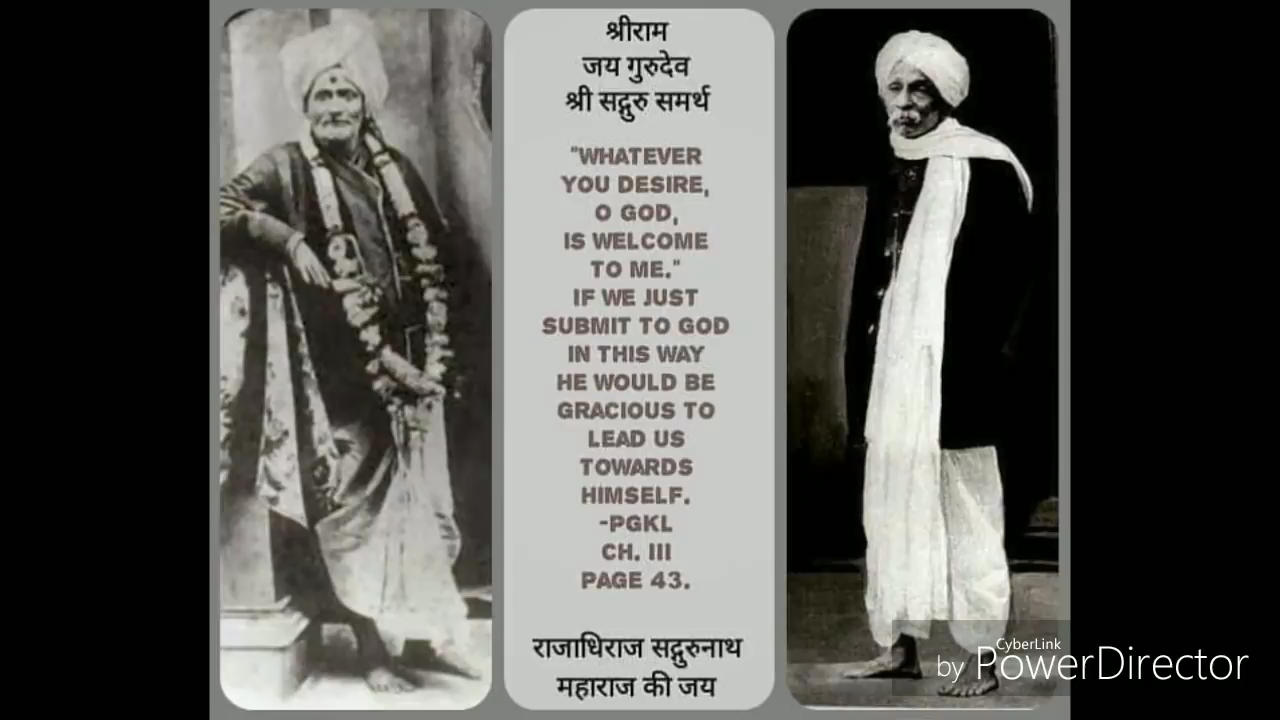 श्रीराम
जय गुरुदेव
श्री सद्गुरु समर्थ
"WHATEVER
YOU DESIRE,
O GOD,
IS WELCOME
TO ME."
IF WE JUST
SUBMIT TO GOD
IN THIS WAY
HE WOULD BE
GRACIOUS TO
LEAD US
TOWARDS
HIMSELF.
-PGKL
CH. III
PAGE 43.
राजाधिराज सद्गुरुनाथ
महाराज की जय
CyberLink
by PowerDirector